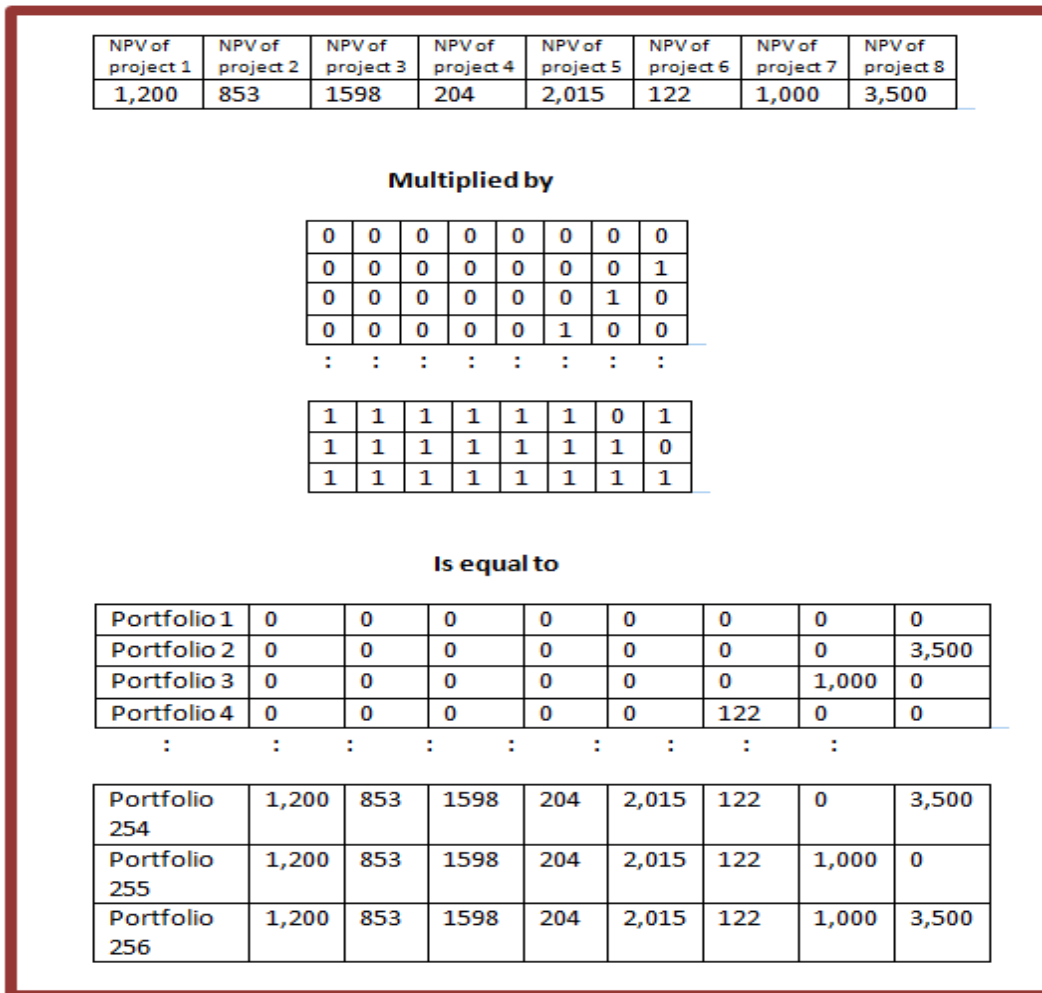 NPV of NPV of NPV of NPV of NPV of NPV of NPV of NPV of
project 1 project 2 project 3 project 4 project 5 project 6 project 7 project 8
1,200 853 1598 204 2,015 122 1,000 3,500
Multiplied by
0 0 0 0 0 0 0 0
0 0 0 0 0 0 0 1
0 0 0 0 0 0 1 0
0 0 0 0 0 1 0 0
: : : : : : : :
1 1 1 1 1 1 0 1
1 1 1 1 1 1 1 0
1 1 1 1 1 1 1 1
Is equal to
Portfolio 1 0 0 0 0 0 0 0 0
Portfolio 2 0 0 0 0 0 0 0 3,500
Portfolio 3 0 0 0 0 0 0 1,000 0
Portfolio 4 0 0 0 0 0 122 0 0
: : : : : : : : :
Portfolio 1,200 853 1598 204 2,015 122 0 3,500
254
Portfolio 1,200 853 1598 204 2,015 122 1,000 0
255
Portfolio 1,200 853 1598 204 2,015 122 1,000 3,500
256